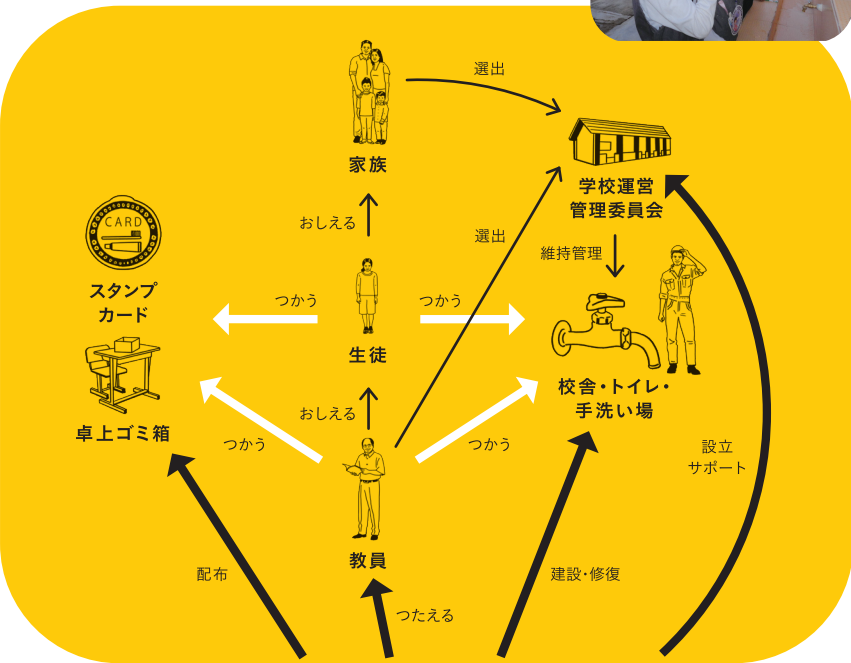 選出
家族
学校運営
管理委員会
おしえる
選出
維持管理
CARD
スタンプ
カード
つかう
つかう
生徒
校舎・トイレ・
手洗い場
おしえる
卓上ゴミ箱
つかう
つかう
設立
サポート
教員
配布
建設・修復
つたえる